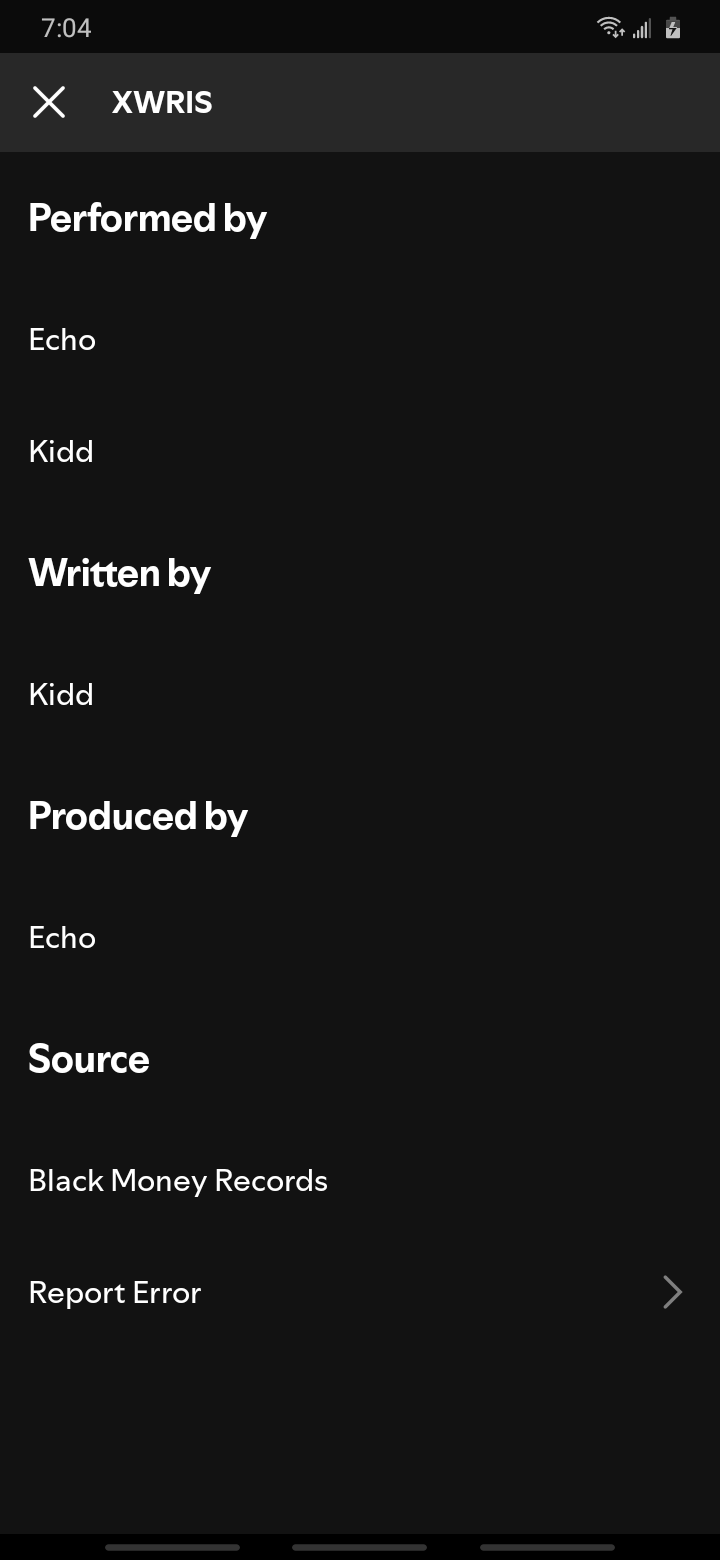 7:04
XWRIS
Performed by
Echo
Kidd
Written by
Kidd
Produced by
Echo
Source
Black Money Records
Report Error